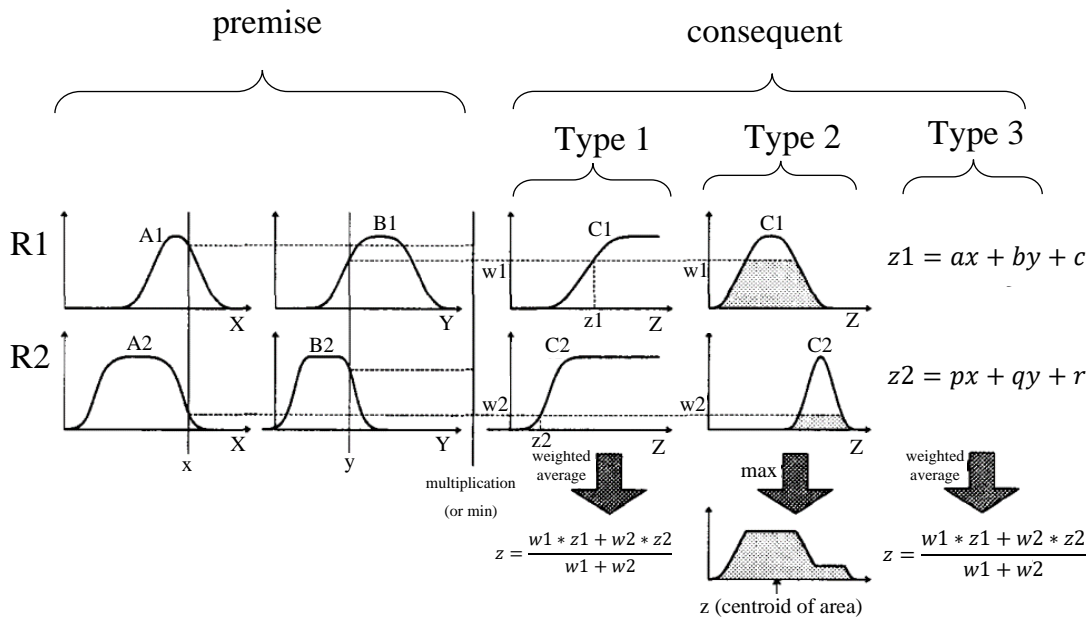 premise
consequent
Type 1
Type 2
Type 3
R1
A1
X
B1
Y
w1
C1
z1
Z
w1
C1
Z
z1 = ax + by + c
R2
A2
X
x
B2
Y
y
w2
C2
z2
Z
w2
C2
Z
z2 = px + qy + r
multiplication
(or min)
weighted
average
max
weighted
average
z = w1 * z1 + w2 * z2 / w1 + w2
z (centroid of area)
z = w1 * z1 + w2 * z2 / w1 + w2